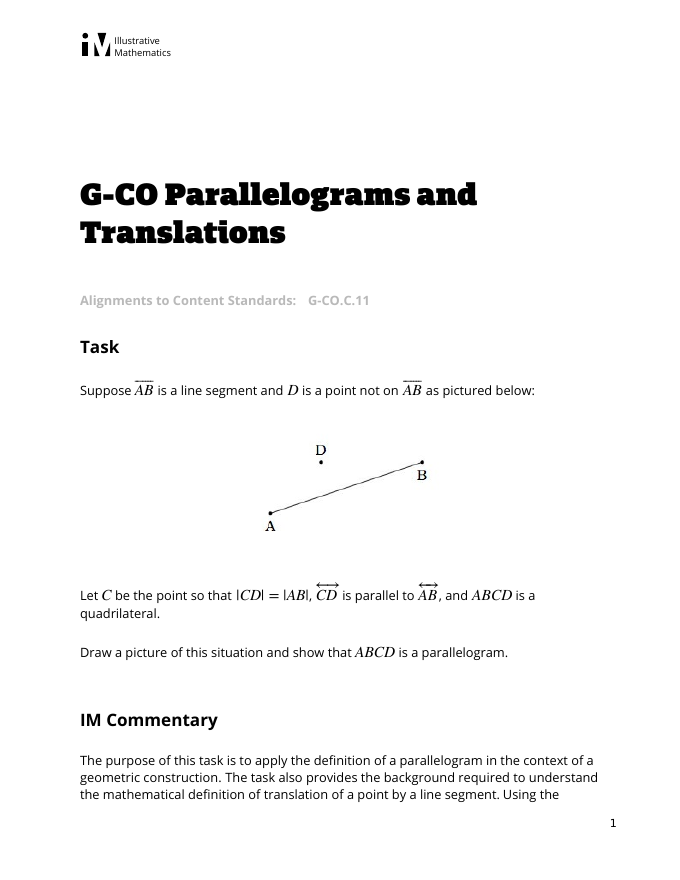 Illustrative
Mathematics
G-CO Parallelograms and
Translations
Alignments to Content Standards: G-CO.C.11
Task
Suppose \overline{AB} is a line segment and D is a point not on \overline{AB} as pictured below:
D
B
A
Let C be the point so that |CD| = |AB|, \overleftrightarrow{CD} is parallel to \overleftrightarrow{AB}, and ABCD is a
quadrilateral.
Draw a picture of this situation and show that ABCD is a parallelogram.
IM Commentary
The purpose of this task is to apply the definition of a parallelogram in the context of a
geometric construction. The task also provides the background required to understand
the mathematical definition of translation of a point by a line segment. Using the
1